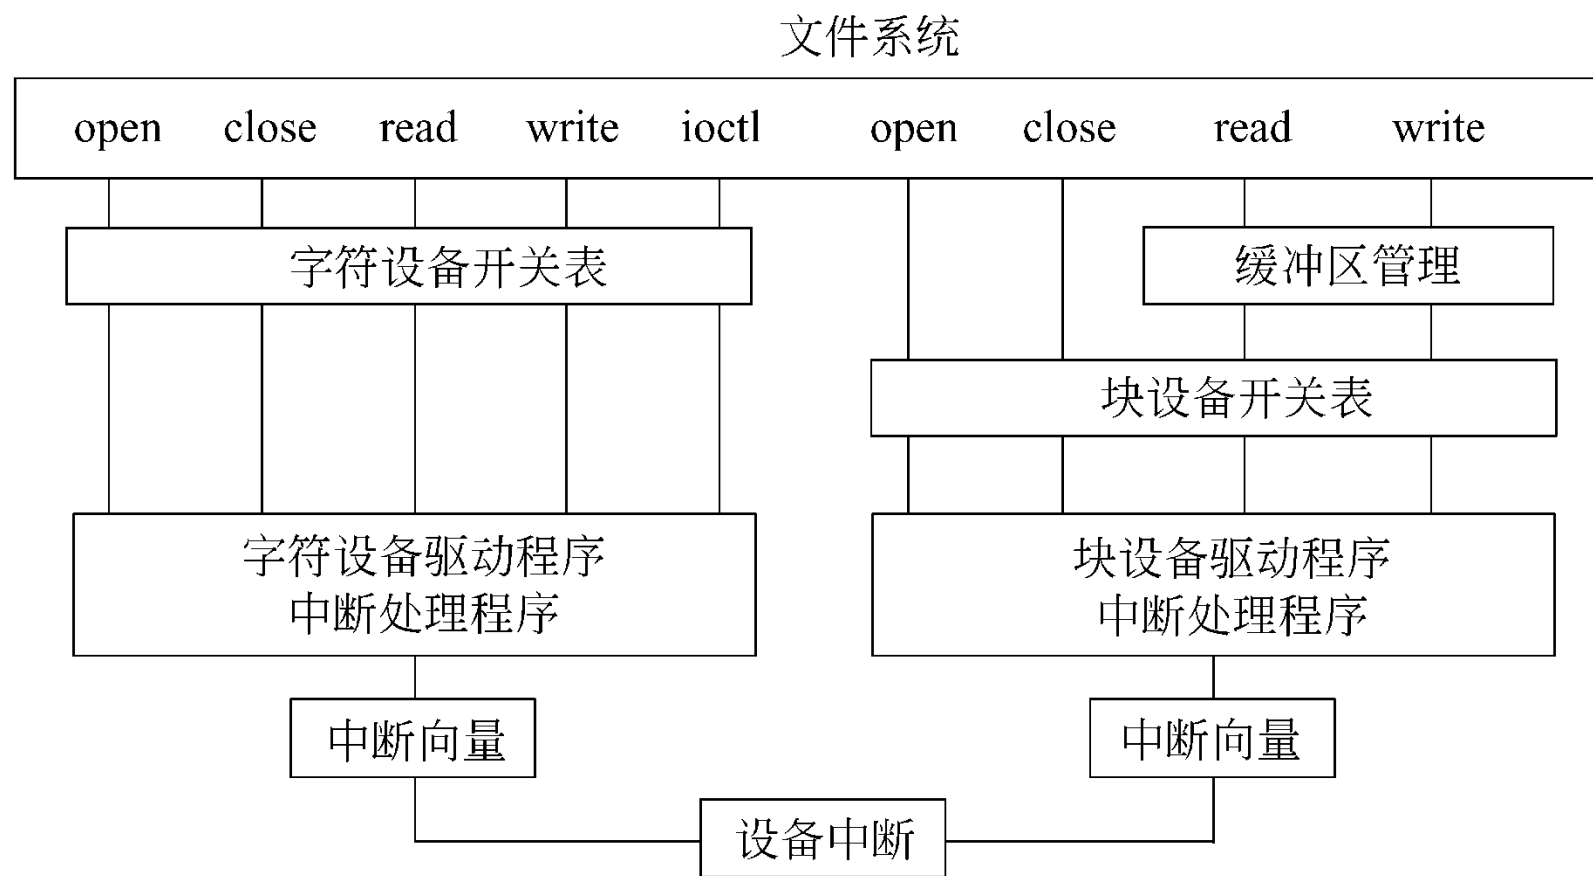 文件系统
open close read write ioctl open close read write
字符设备开关表
缓冲区管理
块设备开关表
字符设备驱动程序
中断处理程序
块设备驱动程序
中断处理程序
中断向量
中断向量
设备中断